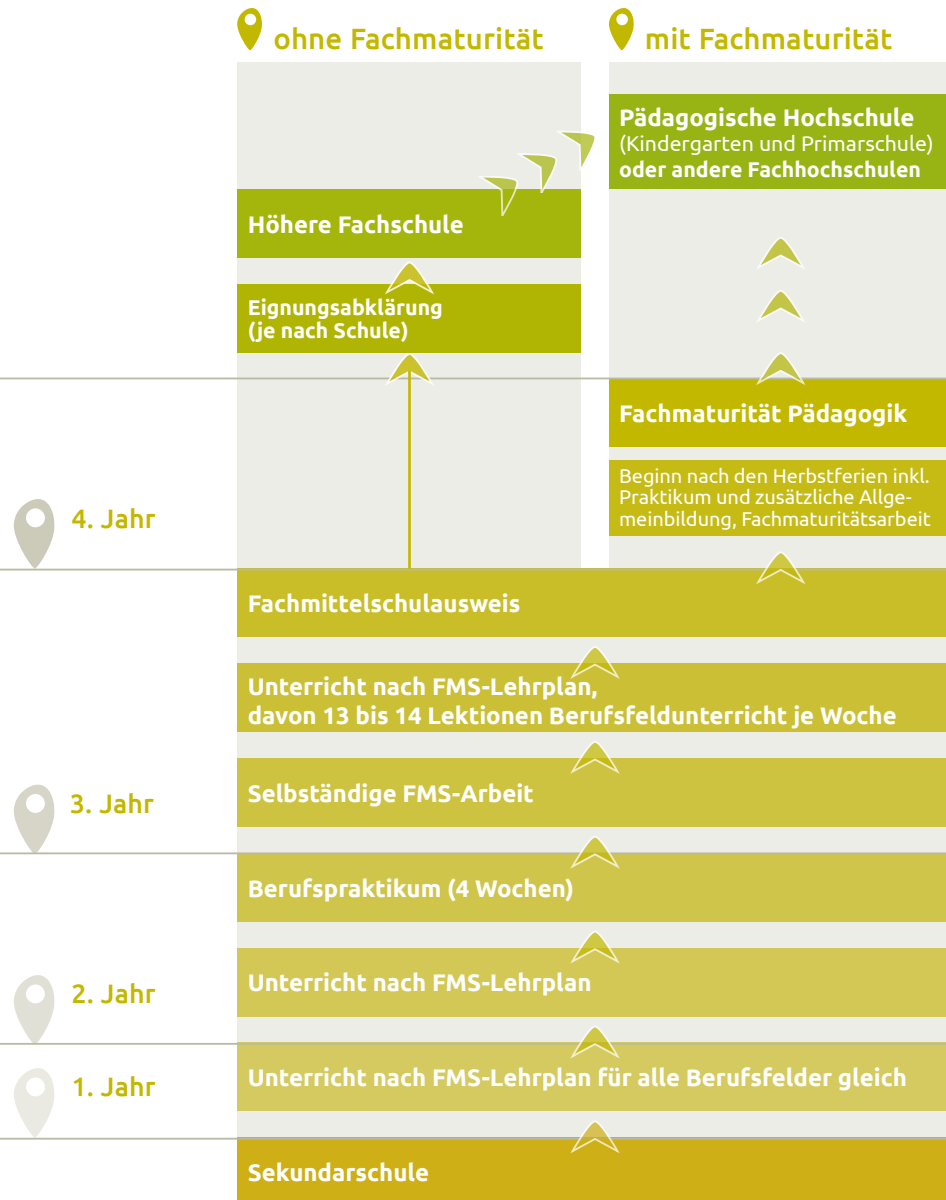 ohne Fachmaturität
mit Fachmaturität
Pädagogische Hochschule
(Kindergarten und Primarschule)
oder andere Fachhochschulen
Höhere Fachschule
Eignungsabklärung
(je nach Schule)
Fachmaturität Pädagogik
Beginn nach den Herbstferien inkl.
Praktikum und zusätzliche Allge-
meinbildung, Fachmaturitätsarbeit
4. Jahr
Fachmittelschulausweis
Unterricht nach FMS-Lehrplan,
davon 13 bis 14 Lektionen Berufsfeldunterricht je Woche
Selbständige FMS-Arbeit
3. Jahr
Berufspraktikum (4 Wochen)
Unterricht nach FMS-Lehrplan
2. Jahr
Unterricht nach FMS-Lehrplan für alle Berufsfelder gleich
1. Jahr
Sekundarschule